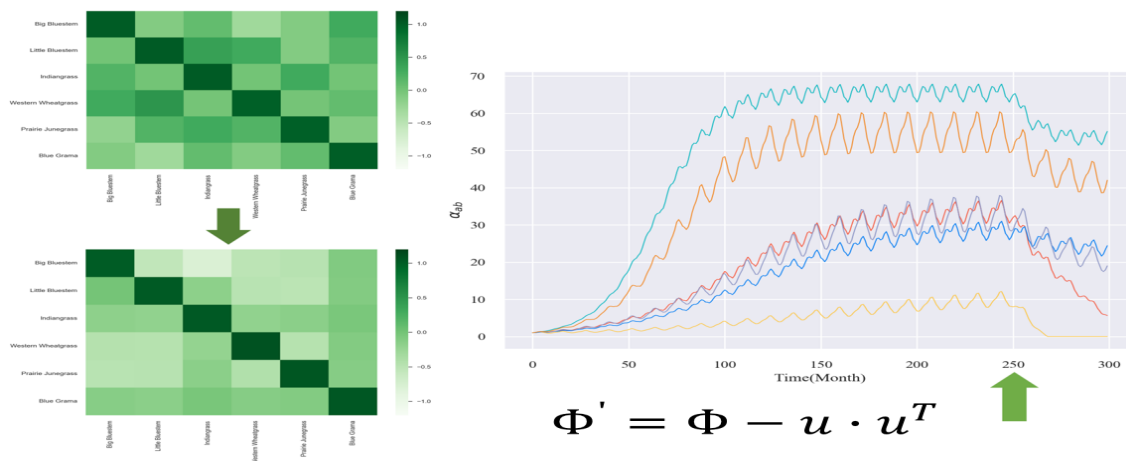 Big Bluestem
Little Bluestem
Indiangrass
Western Wheatgrass
Prairie Junegrass
Blue Grama
1.0
0.5
0.0
−0.5
−1.0
Big Bluestem
Little Bluestem
Indiangrass
Western Wheatgrass
Prairie Junegrass
Blue Grama
Big Bluestem
Little Bluestem
Indiangrass
Western Wheatgrass
Prairie Junegrass
Blue Grama
1.0
0.5
0.0
−0.5
−1.0
Big Bluestem
Little Bluestem
Indiangrass
Western Wheatgrass
Prairie Junegrass
Blue Grama
α_ab
70
60
50
40
30
20
10
0
0 50 100 150 200 250 300
Time(Month)
Φ' = Φ − u · u^T